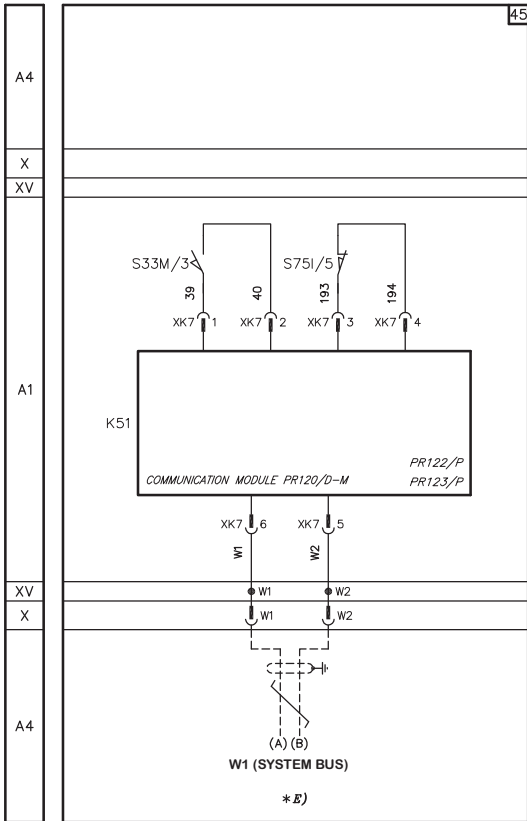 45
A4
X
XV
A1
S33M/3
S75I/5
39
40
193
194
XK7 1
XK7 2
XK7 3
XK7 4
K51
PR122/P
COMMUNICATION MODULE PR120/D-M
PR123/P
XK7 6
XK7 5
W1
W2
XV
W1
W2
X
W1
W2
A4
(A) (B)
W1 (SYSTEM BUS)
*E)